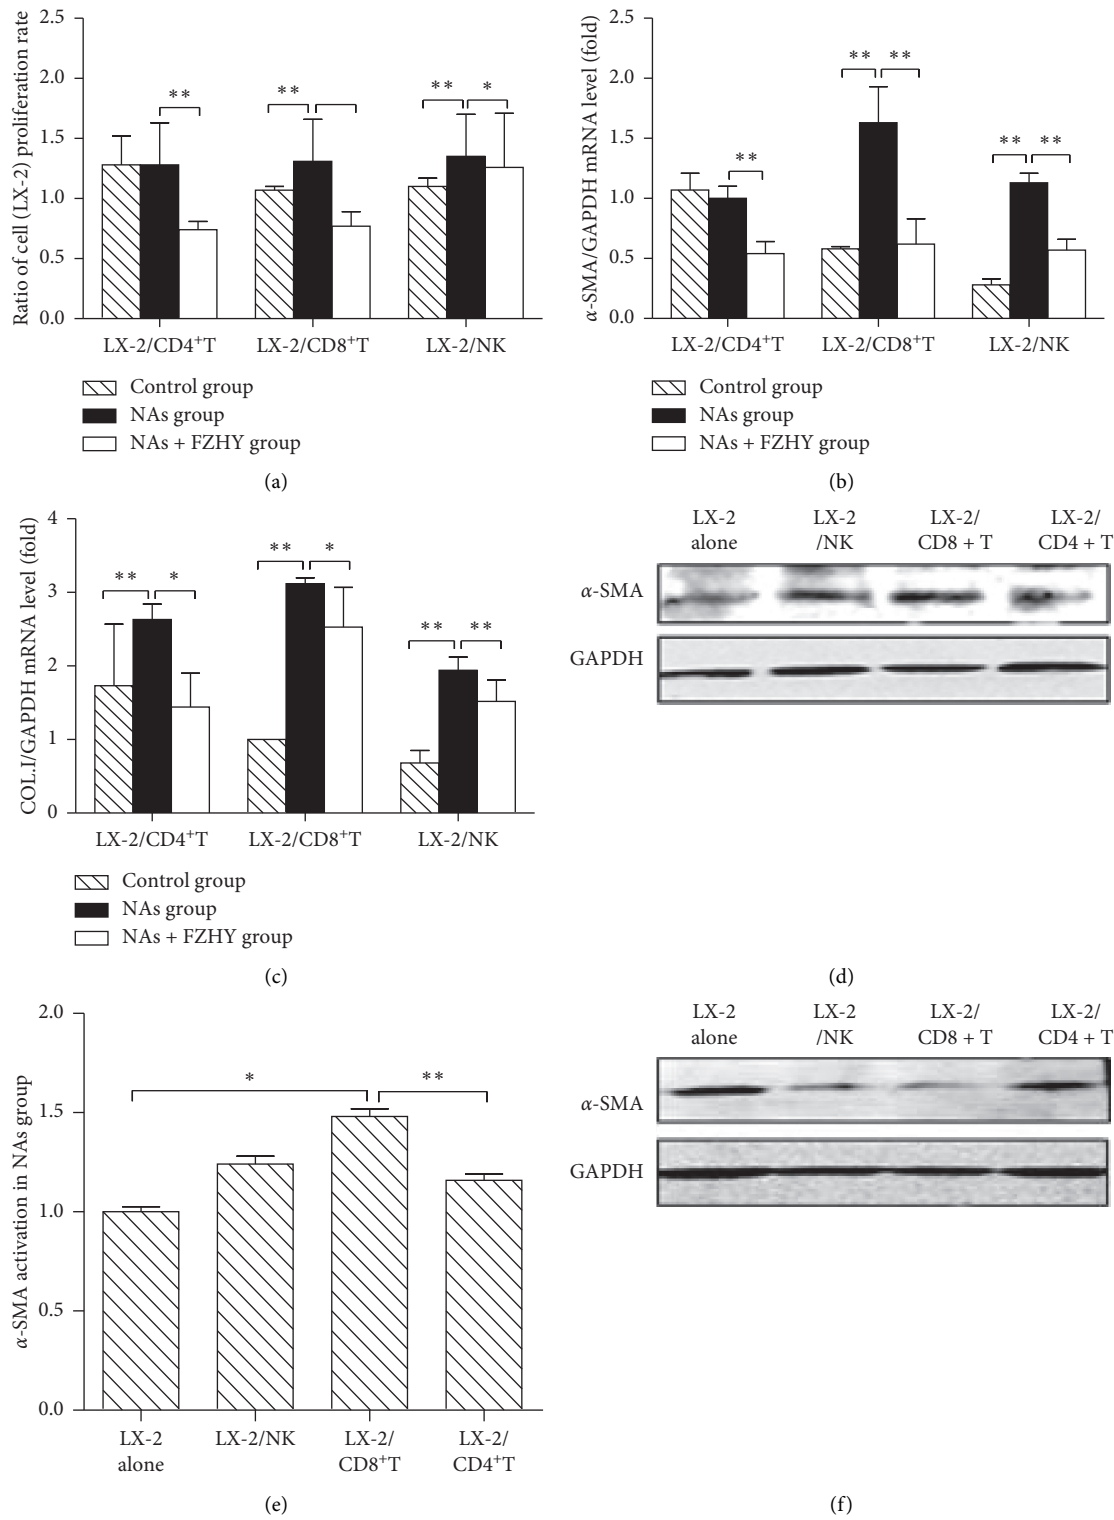 Ratio of cell (LX-2) proliferation rate
2.5
2.0
1.5
1.0
0.5
0.0
**
**
**
*
LX-2/CD4⁺T
LX-2/CD8⁺T
LX-2/NK
Control group
NAs group
NAs + FZHY group
(a)
α-SMA/GAPDH mRNA level (fold)
2.5
2.0
1.5
1.0
0.5
0.0
**
**
**
**
**
LX-2/CD4⁺T
LX-2/CD8⁺T
LX-2/NK
Control group
NAs group
NAs + FZHY group
(b)
COL.I/GAPDH mRNA level (fold)
4
3
2
1
0
**
*
**
*
**
**
LX-2/CD4⁺T
LX-2/CD8⁺T
LX-2/NK
Control group
NAs group
NAs + FZHY group
(c)
LX-2
alone
LX-2
/NK
LX-2/
CD8 + T
LX-2/
CD4 + T
α-SMA
GAPDH
(d)
α-SMA activation in NAs group
2.0
1.5
1.0
0.5
0.0
*
**
LX-2
alone
LX-2/NK
LX-2/
CD8⁺T
LX-2/
CD4⁺T
(e)
LX-2
alone
LX-2
/NK
LX-2/
CD8 + T
LX-2/
CD4 + T
α-SMA
GAPDH
(f)